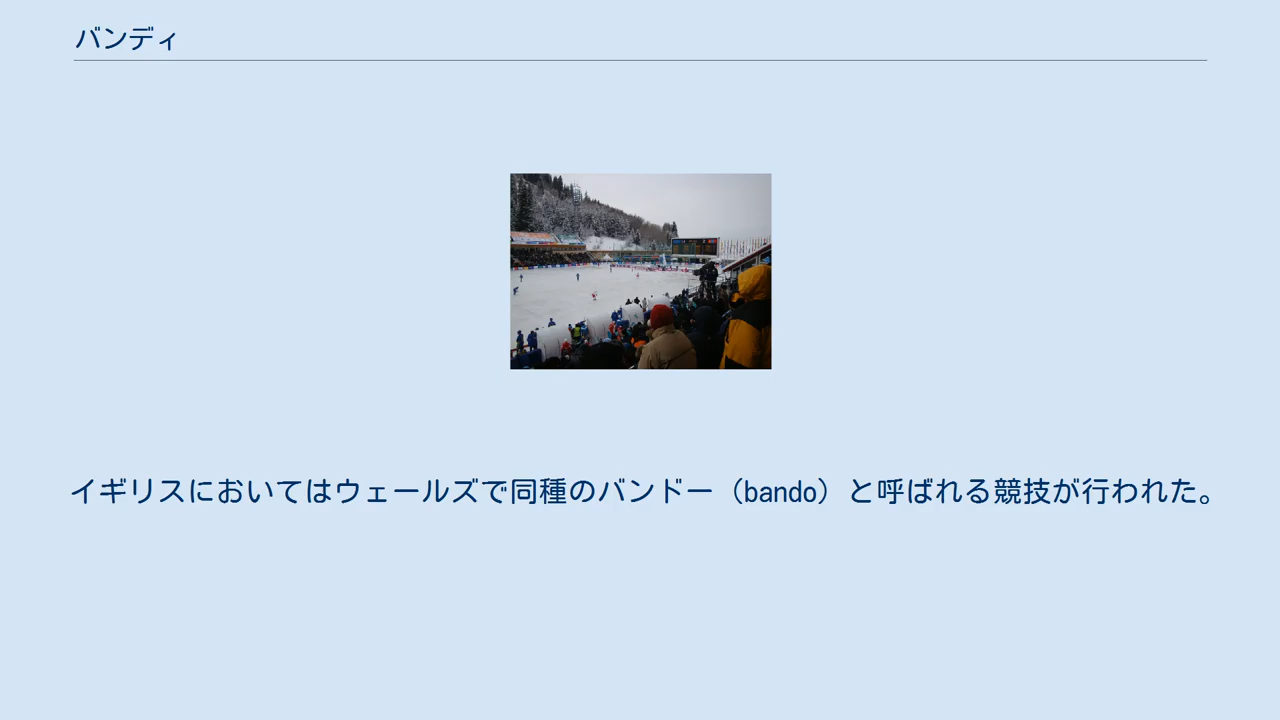 バンディ
イギリスにおいてはウェールズで同種のバンドー（bando）と呼ばれる競技が行われた。